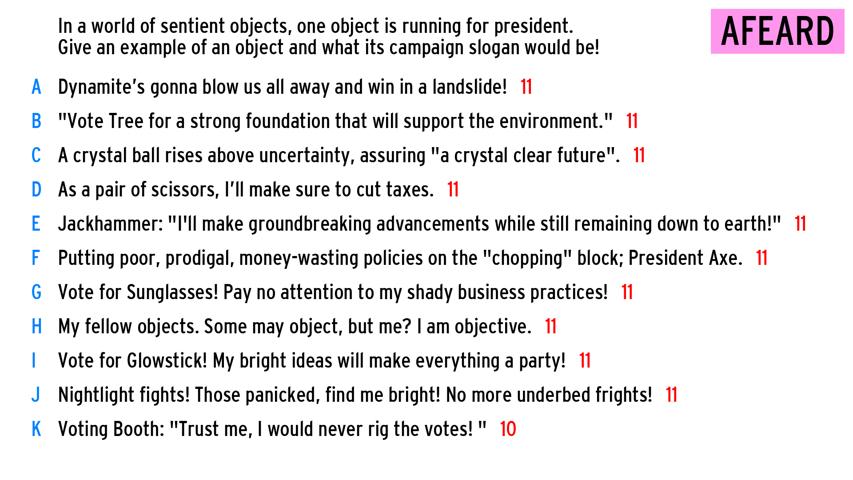 In a world of sentient objects, one object is running for president.
Give an example of an object and what its campaign slogan would be!
AFEARD
A Dynamite's gonna blow us all away and win in a landslide! 11
B "Vote Tree for a strong foundation that will support the environment." 11
C A crystal ball rises above uncertainty, assuring "a crystal clear future". 11
D As a pair of scissors, I'll make sure to cut taxes. 11
E Jackhammer: "I'll make groundbreaking advancements while still remaining down to earth!" 11
F Putting poor, prodigal, money-wasting policies on the "chopping" block; President Axe. 11
G Vote for Sunglasses! Pay no attention to my shady business practices! 11
H My fellow objects. Some may object, but me? I am objective. 11
I Vote for Glowstick! My bright ideas will make everything a party! 11
J Nightlight fights! Those panicked, find me bright! No more underbed frights! 11
K Voting Booth: "Trust me, I would never rig the votes! " 10